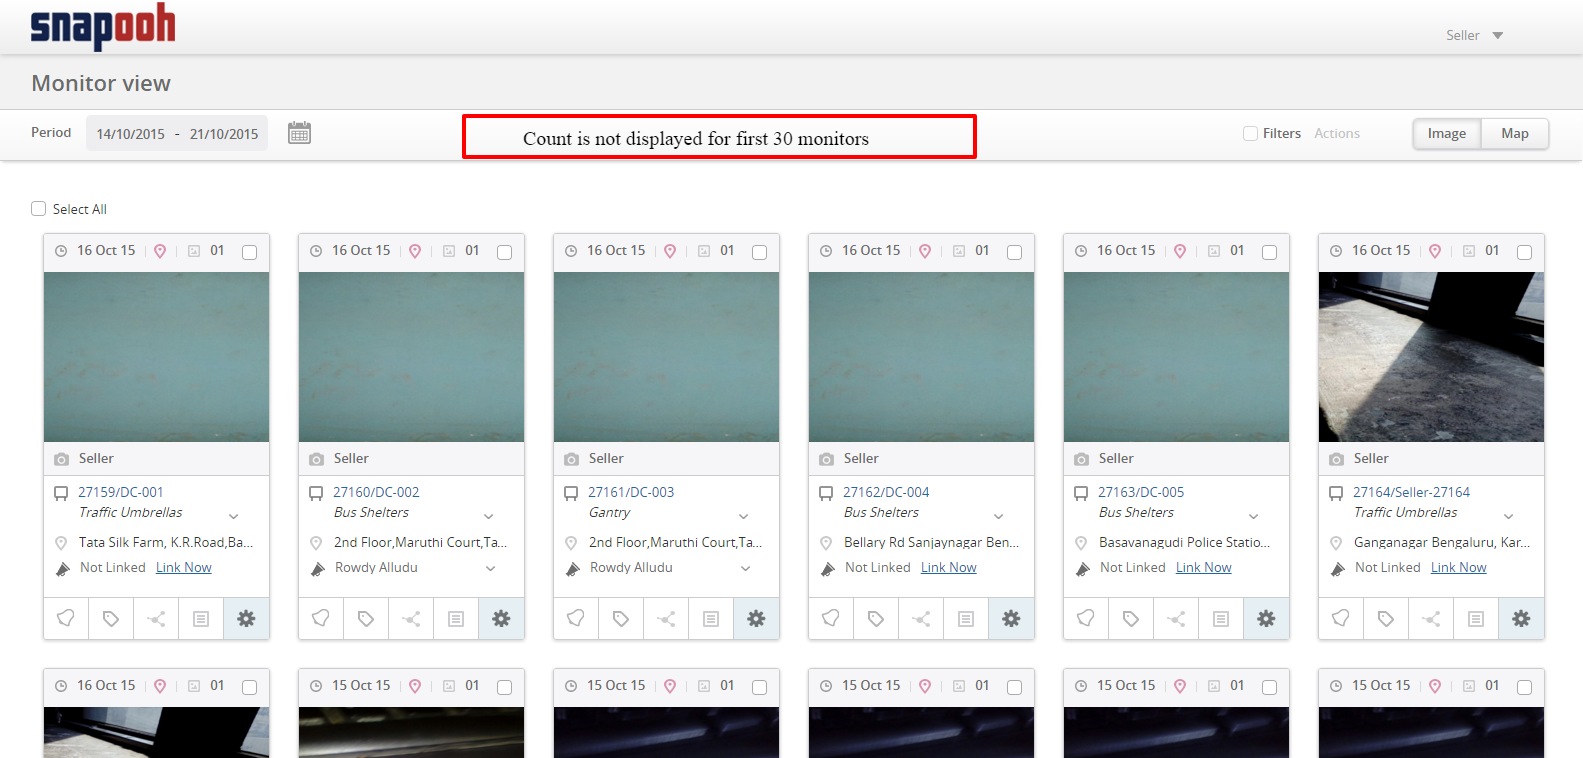 snapooh
Seller
Monitor view
Period 14/10/2015 - 21/10/2015 Count is not displayed for first 30 monitors Filters Actions Image Map
Select All
16 Oct 15 01 16 Oct 15 01 16 Oct 15 01 16 Oct 15 01 16 Oct 15 01 16 Oct 15 01
Seller Seller Seller Seller Seller Seller
27159/DC-001 27160/DC-002 27161/DC-003 27162/DC-004 27163/DC-005 27164/Seller-27164
Traffic Umbrellas Bus Shelters Gantry Bus Shelters Bus Shelters Traffic Umbrellas
Tata Silk Farm, K.R.Road,Ba... 2nd Floor,Maruthi Court,Ta... 2nd Floor,Maruthi Court,Ta... Bellary Rd Sanjaynagar Ben... Basavanagudi Police Statio... Ganganagar Bengaluru, Kar...
Not Linked Link Now Rowdy Alludu Rowdy Alludu Not Linked Link Now Not Linked Link Now Not Linked Link Now
16 Oct 15 01 15 Oct 15 01 15 Oct 15 01 15 Oct 15 01 15 Oct 15 01 15 Oct 15 01